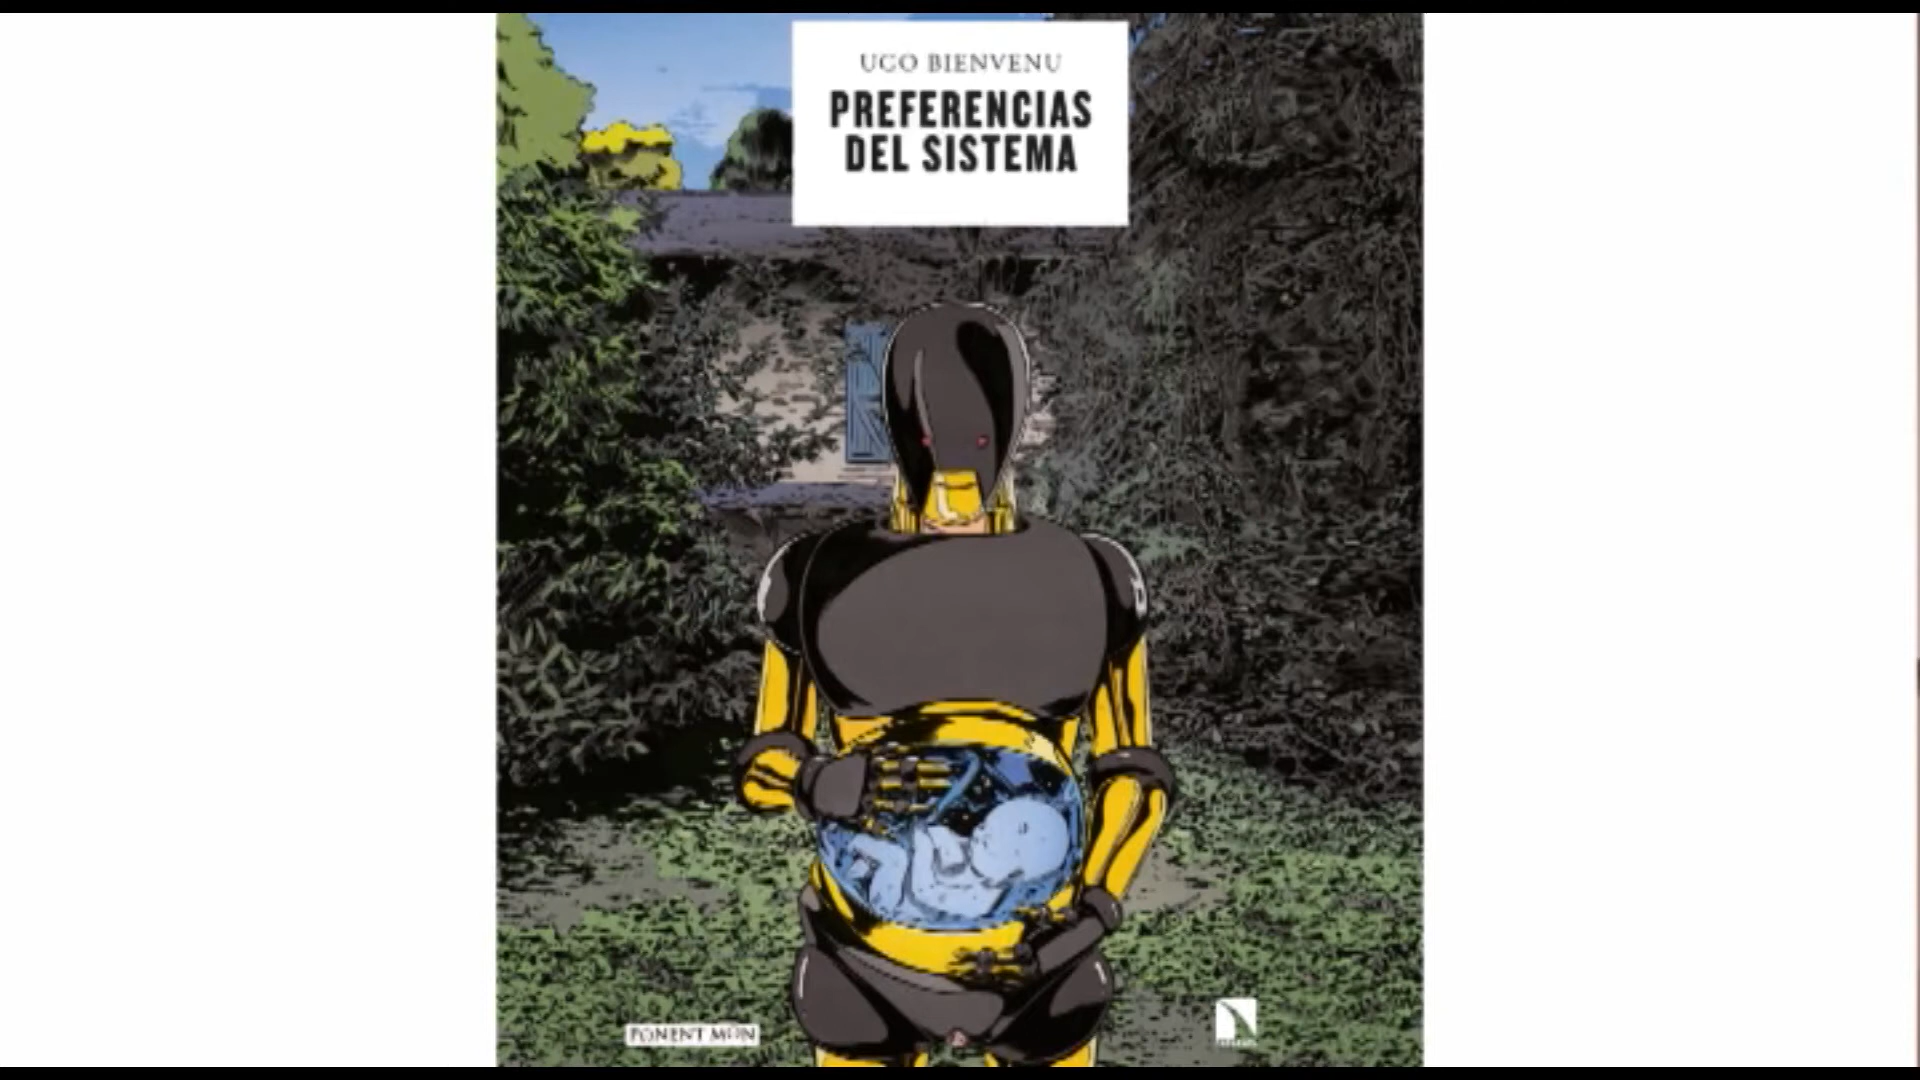 UGO BIENVENU
PREFERENCIAS
DEL SISTEMA
PONENT MON